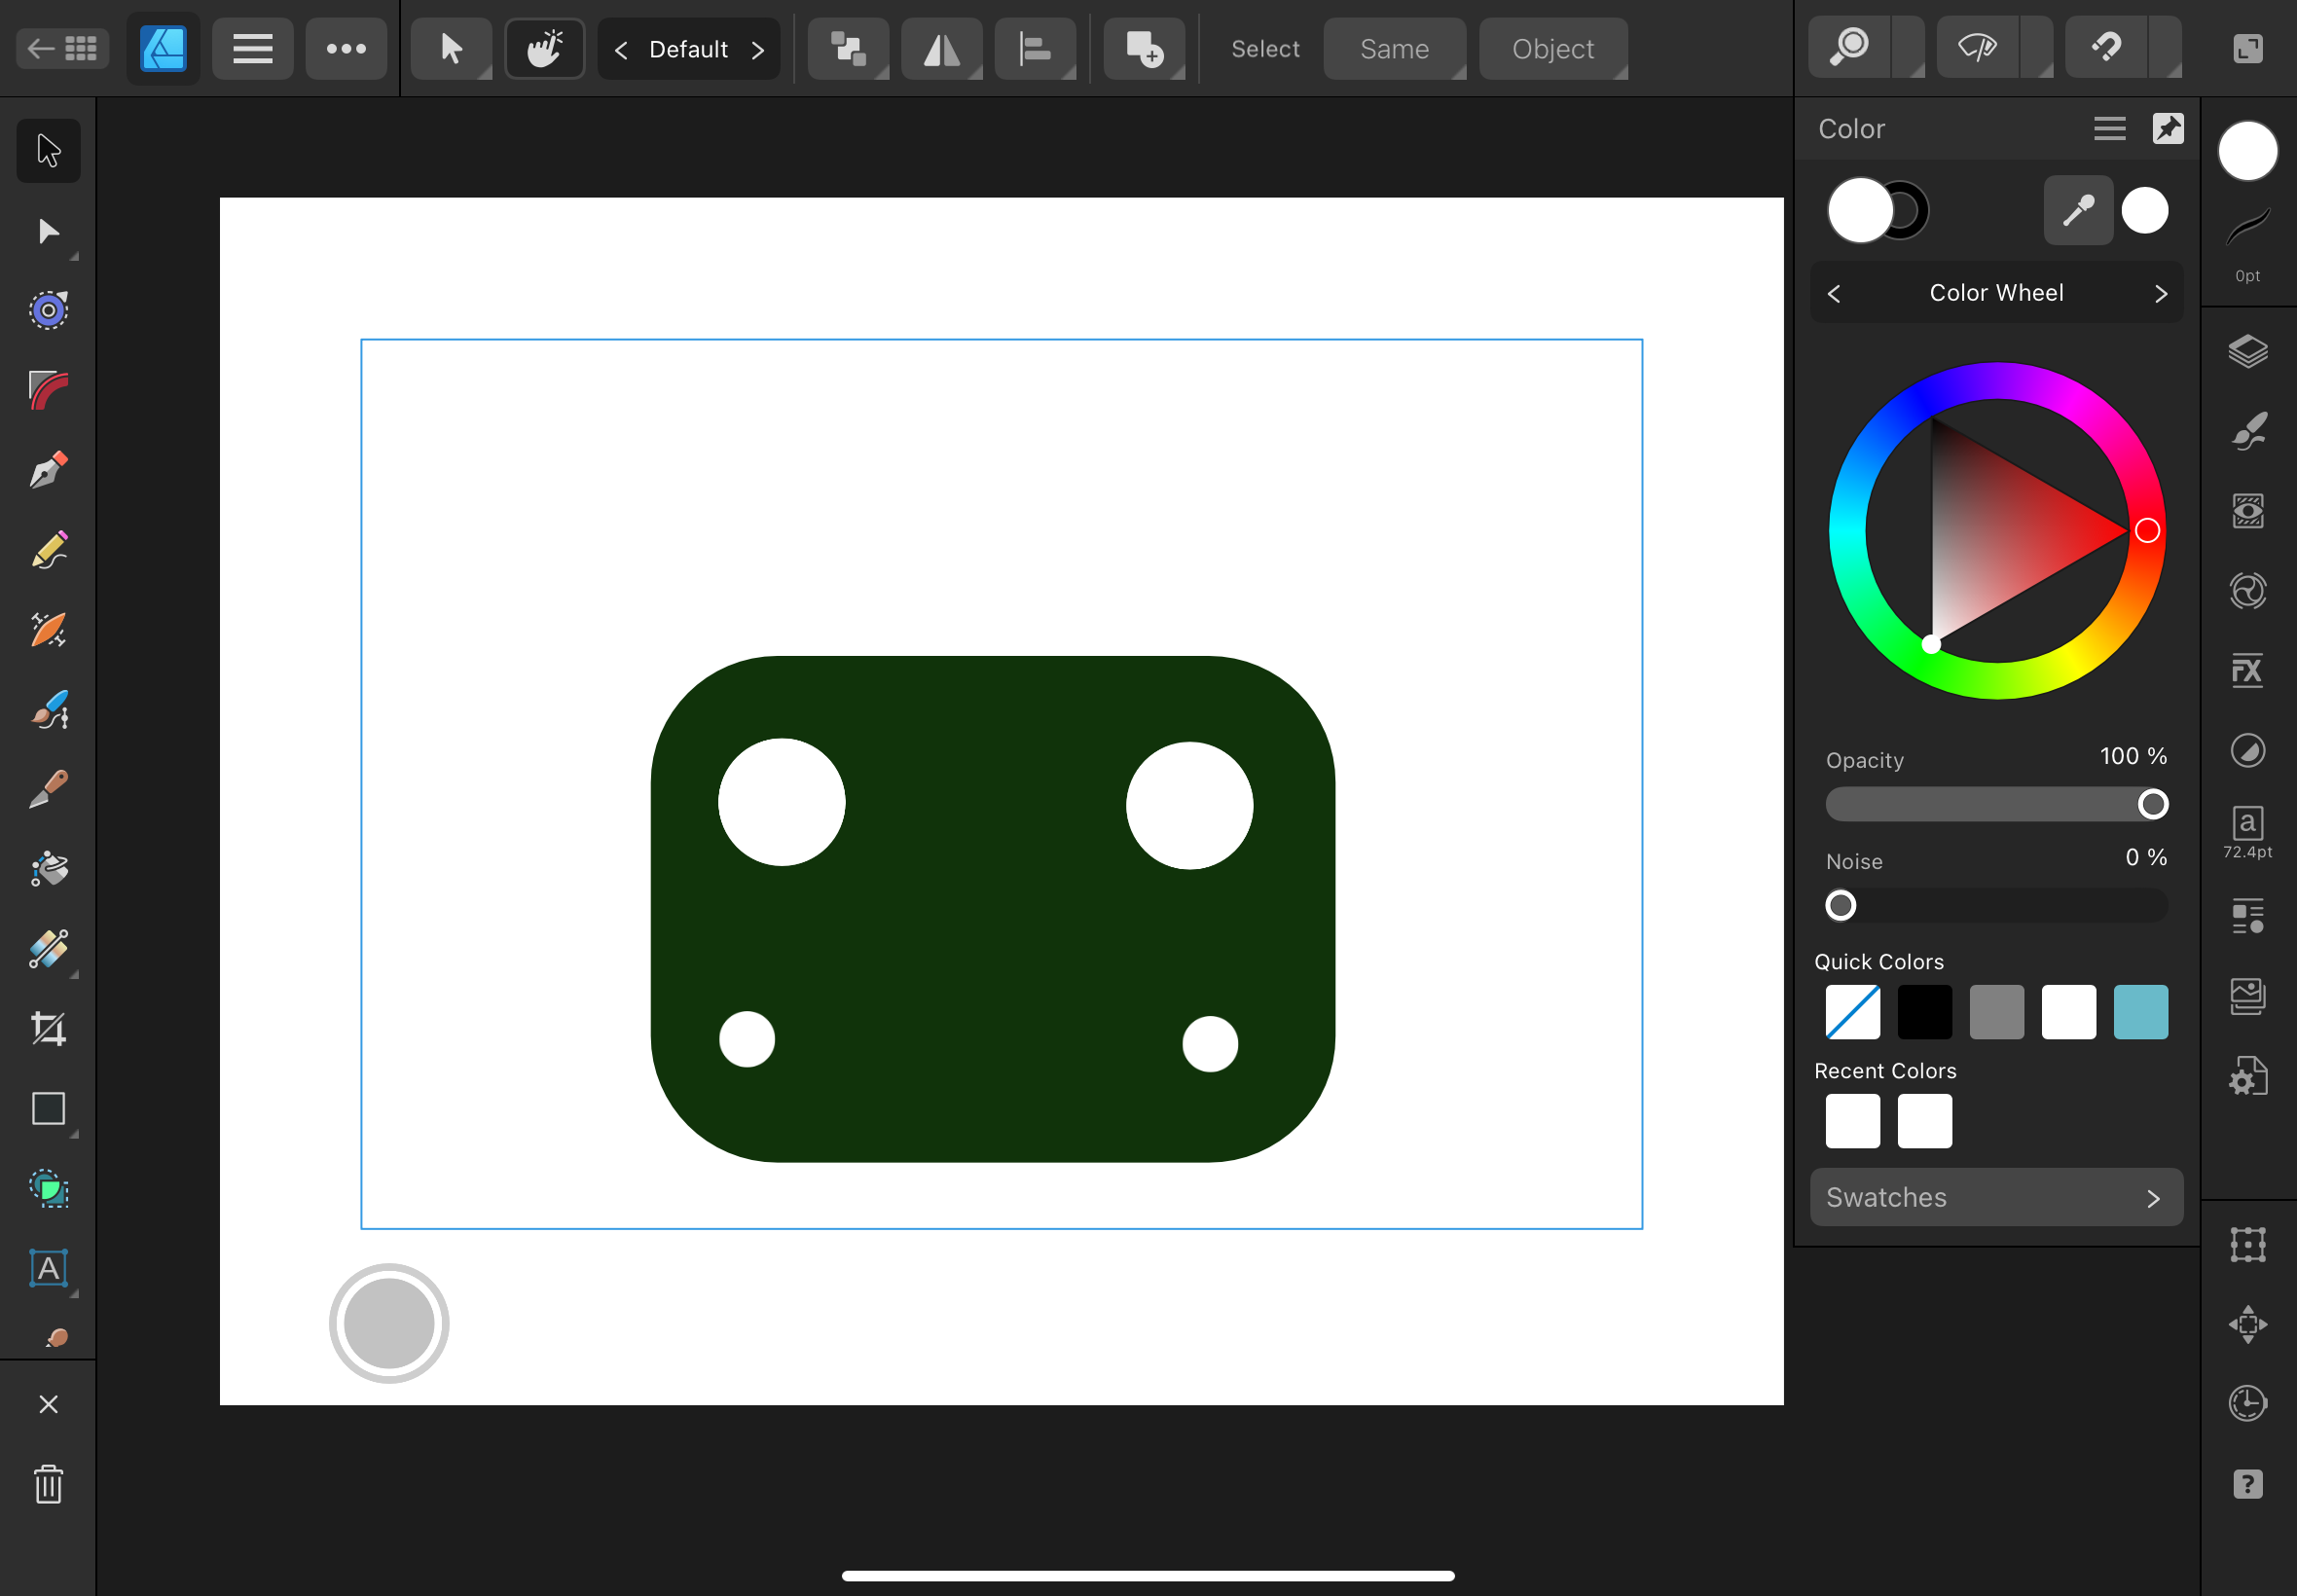 Default
Select
Same
Object
Color
0pt
Color Wheel
FX
Opacity
100 %
a
72.4pt
Noise
0 %
Quick Colors
Recent Colors
Swatches
A
?